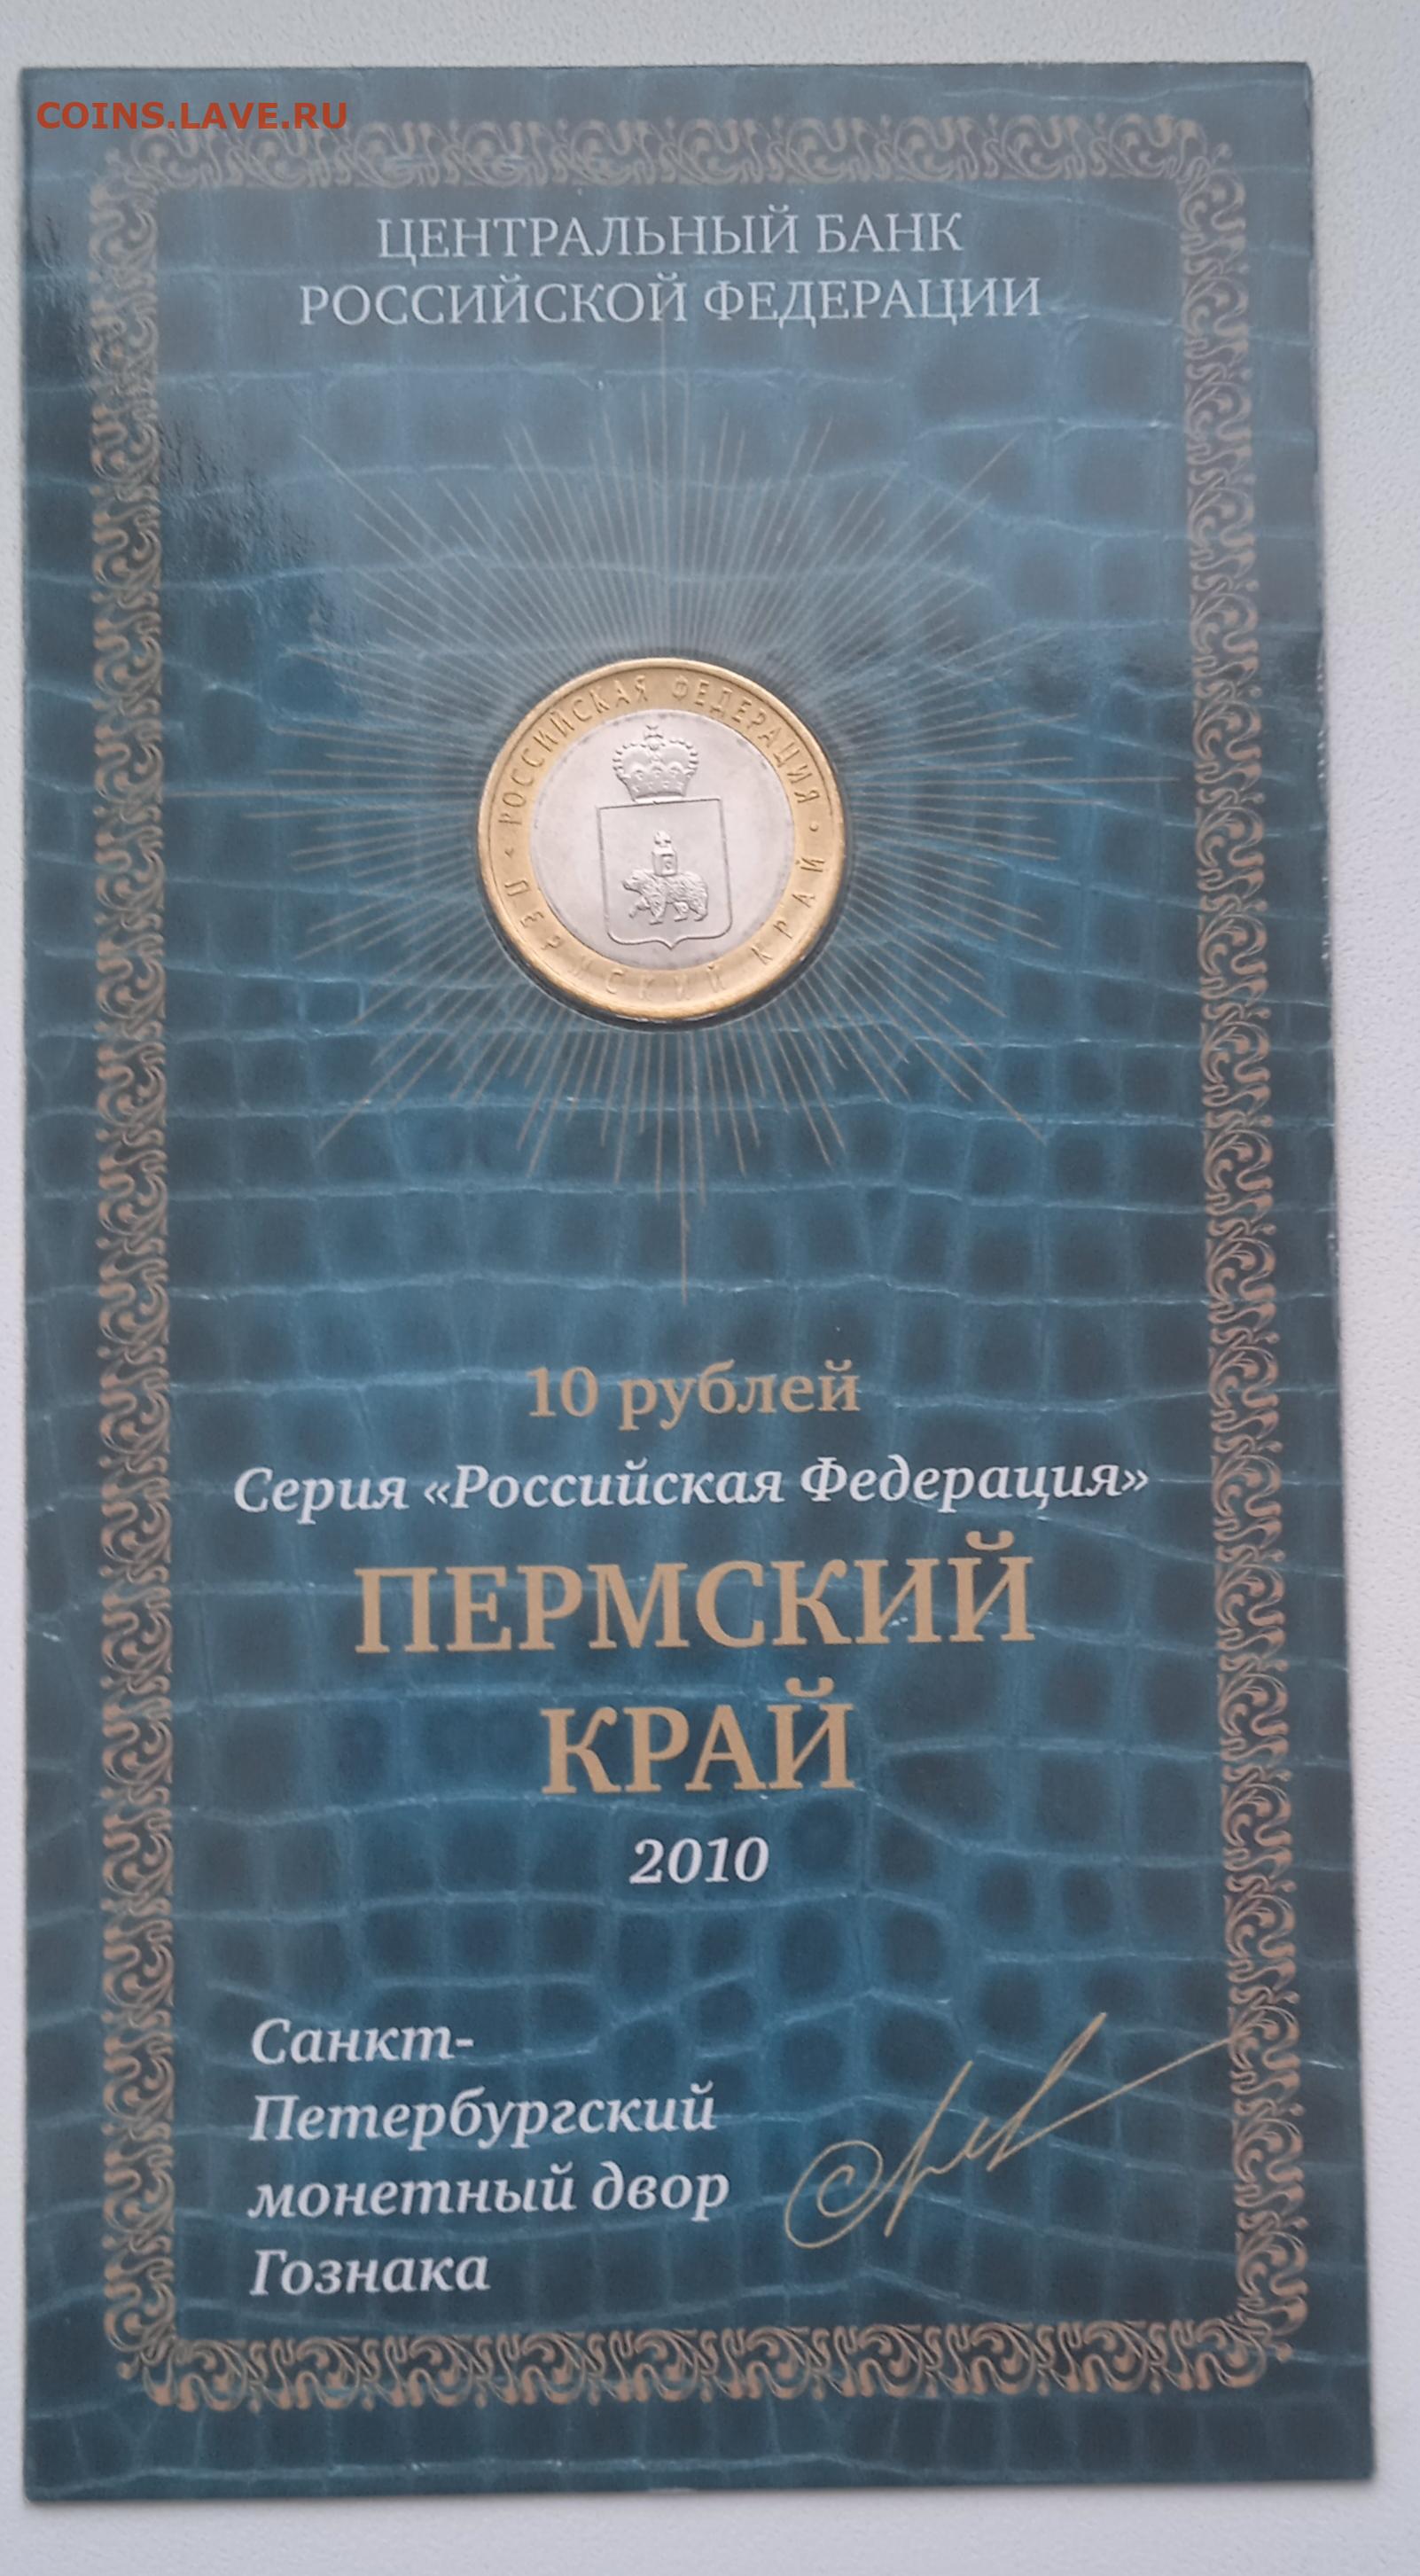 COINS.LAVE.RU
ЦЕНТРАЛЬНЫЙ БАНК
РОССИЙСКОЙ ФЕДЕРАЦИИ
• РОССИЙСКАЯ ФЕДЕРАЦИЯ •
ПЕРМСКИЙ КРАЙ
10 рублей
Серия «Российская Федерация»
ПЕРМСКИЙ
КРАЙ
2010
Санкт-
Петербургский
монетный двор
Гознака